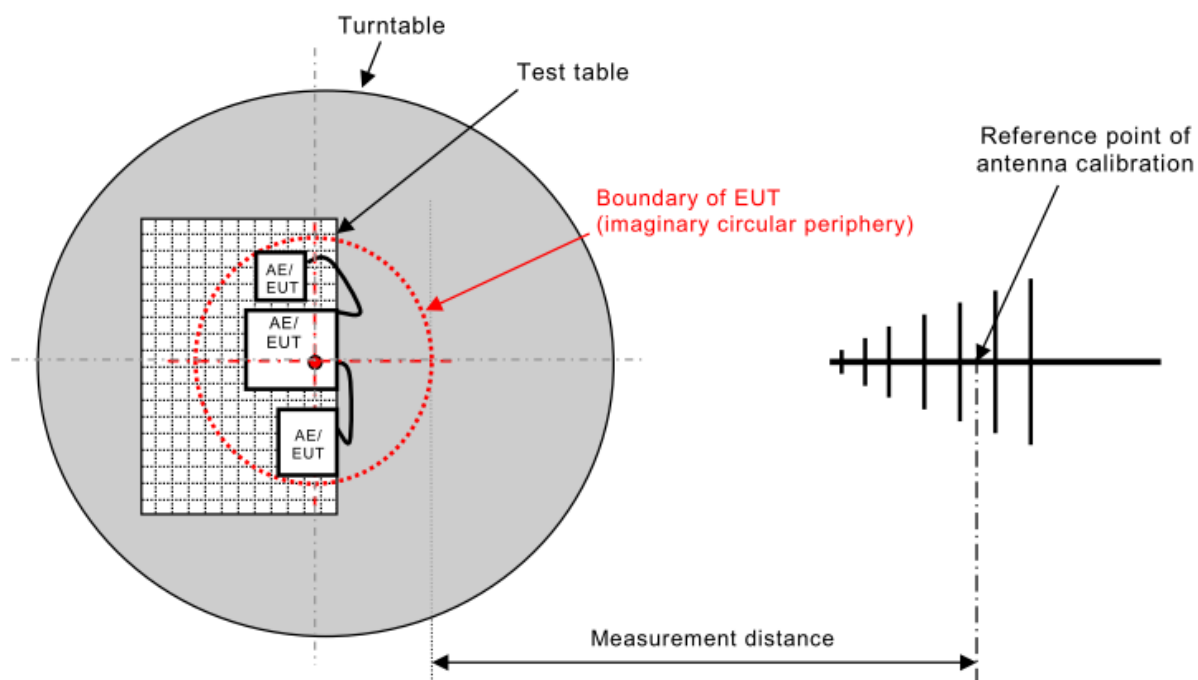 Turntable
Test table
Reference point of
antenna calibration
Boundary of EUT
(imaginary circular periphery)
AE/
EUT
AE/
EUT
AE/
EUT
Measurement distance